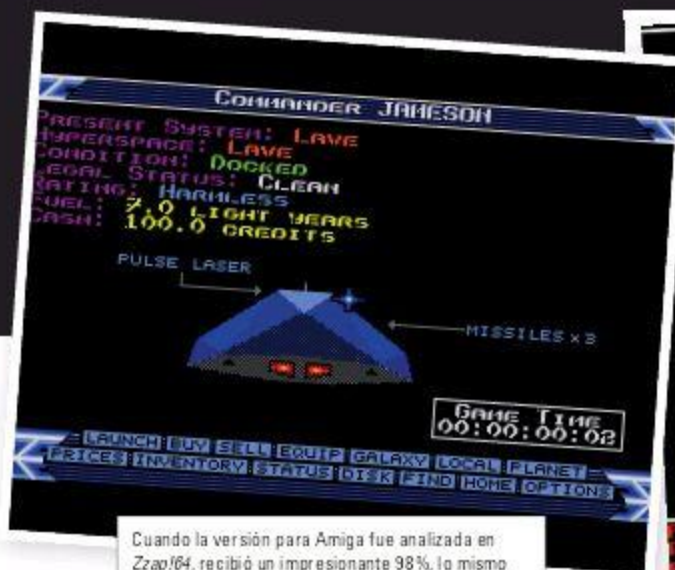 COMMANDER JAMESON
PRESENT SYSTEM: LAVE
HYPERSPACE: LAVE
CONDITION: DOCKED
LEGAL STATUS: CLEAN
RATING: HARMLESS
FUEL: 7.0 LIGHT YEARS
CASH: 100.0 CREDITS
PULSE LASER
MISSILES x 3
GAME TIME
00:00:00:02
LAUNCH BUY SELL EQUIP GALAXY LOCAL PLANET
PRICES INVENTORY STATUS DISK FIND HOME OPTIONS
Cuando la versión para Amiga fue analizada en
Zzap!64, recibió un impresionante 98%, lo mismo